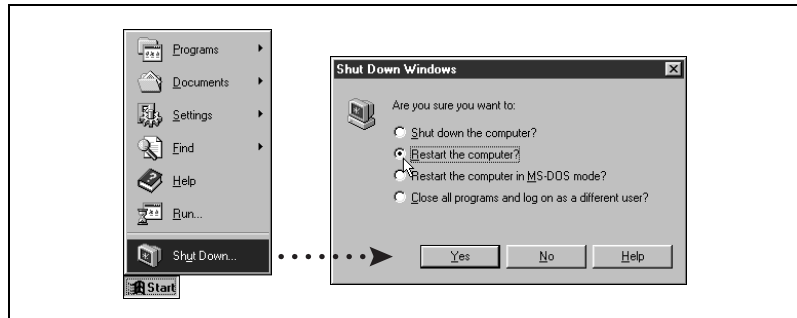 Programs
Documents
Settings
Find
Help
Run...
Shut Down...
Start
Shut Down Windows
Are you sure you want to:
Shut down the computer?
Restart the computer?
Restart the computer in MS-DOS mode?
Close all programs and log on as a different user?
Yes
No
Help